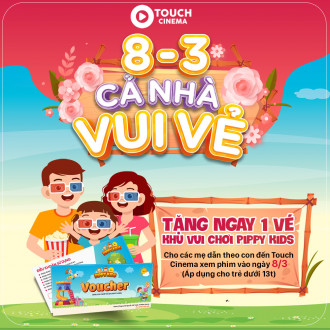 TOUCH
CINEMA
8-3
CẢ NHÀ
VUI VẺ
TẶNG NGAY 1 VÉ
KHU VUI CHƠI PIPPY KIDS
Cho các mẹ dẫn theo con đến Touch
Cinema xem phim vào ngày 8/3
(Áp dụng cho trẻ dưới 13t)
Voucher